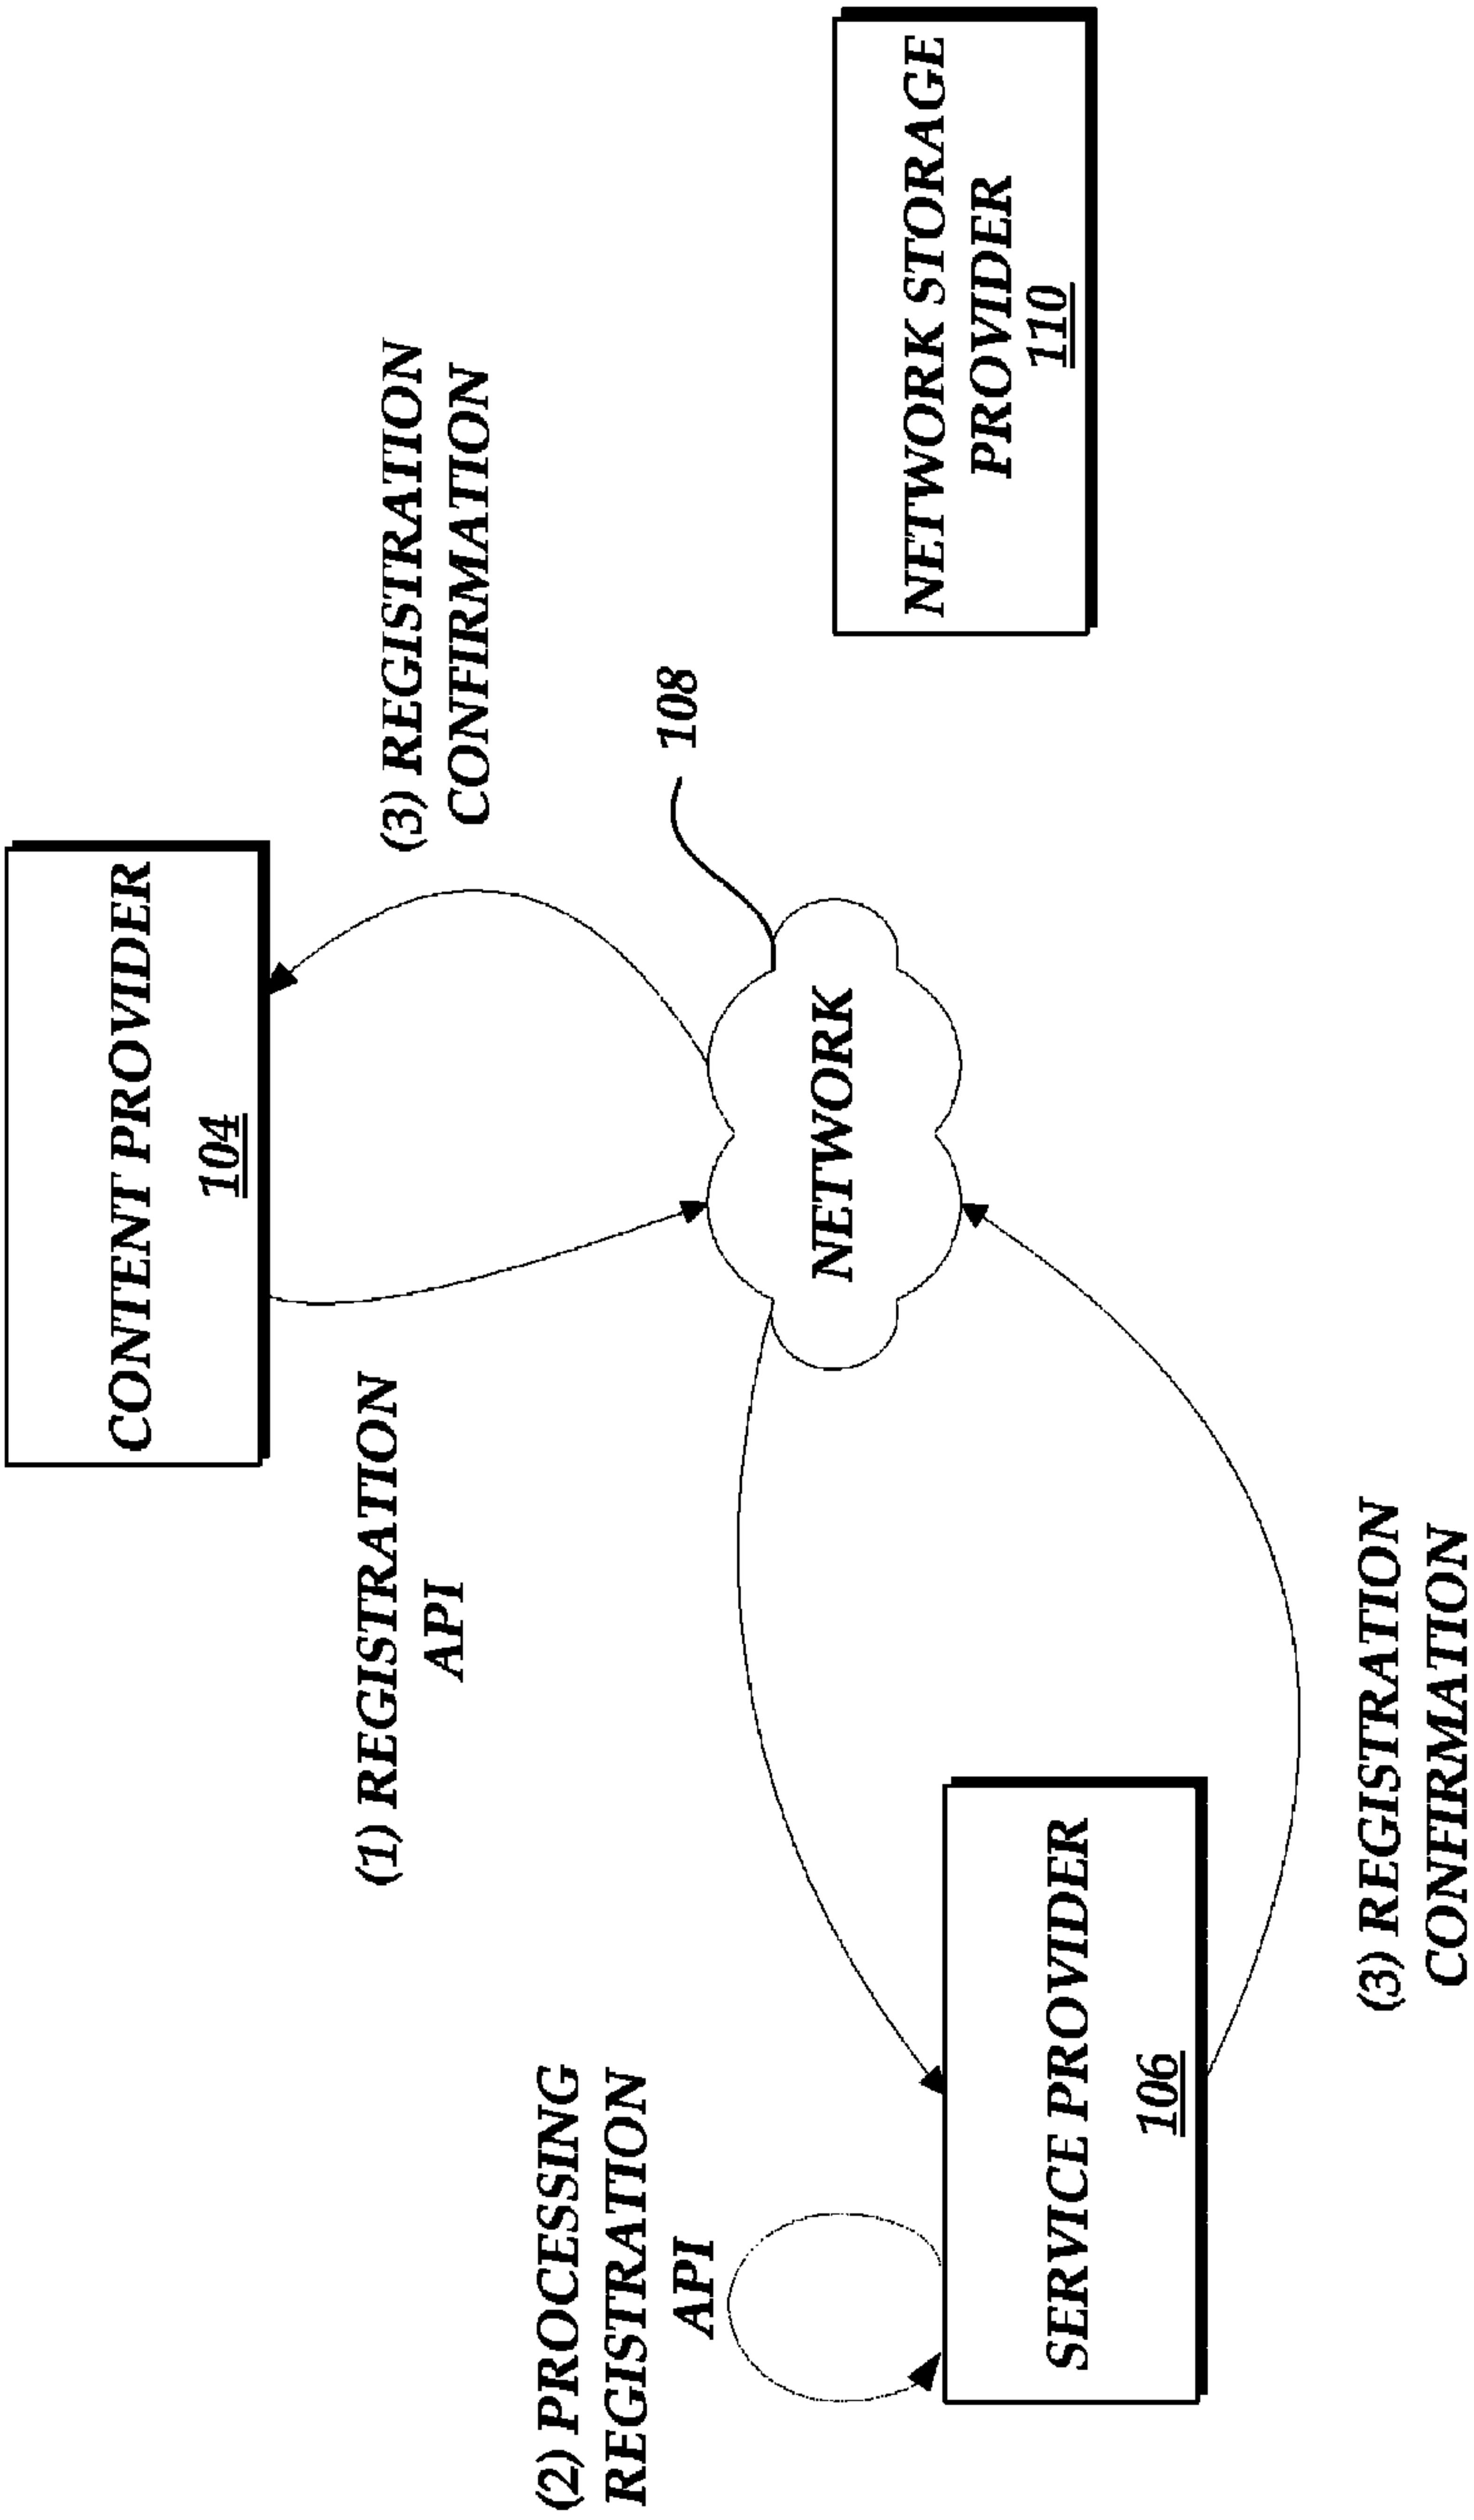 CONTENT PROVIDER
104
(1) REGISTRATION
API
(3) REGISTRATION
CONFIRMATION
(2) PROCESSING
REGISTRATION
API
108
NETWORK
NETWORK STORAGE
PROVIDER
110
SERVICE PROVIDER
106
(3) REGISTRATION
CONFIRMATION